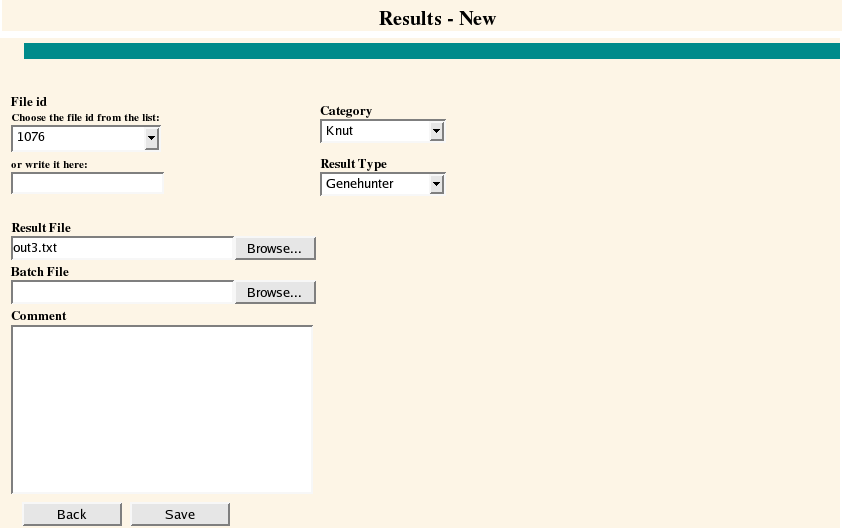 Results - New
File id
Choose the file id from the list:
1076
or write it here:
Category
Knut
Result Type
Genehunter
Result File
out3.txt Browse...
Batch File
Browse...
Comment
Back Save